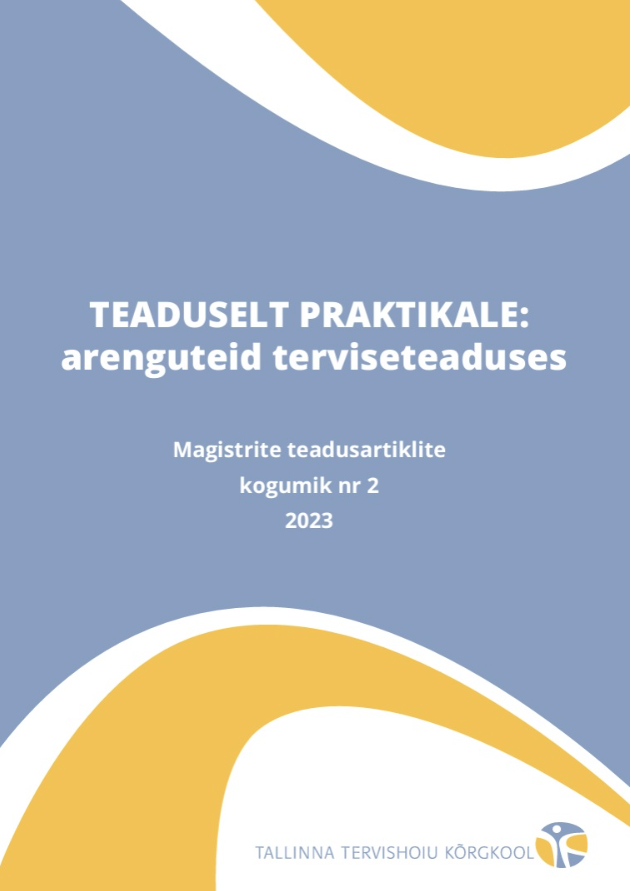 TEADUSELT PRAKTIKALE:
arenguteid terviseteaduses
Magistrite teadusartiklite
kogumik nr 2
2023
TALLINNA TERVISHOIU KÕRGKOOL